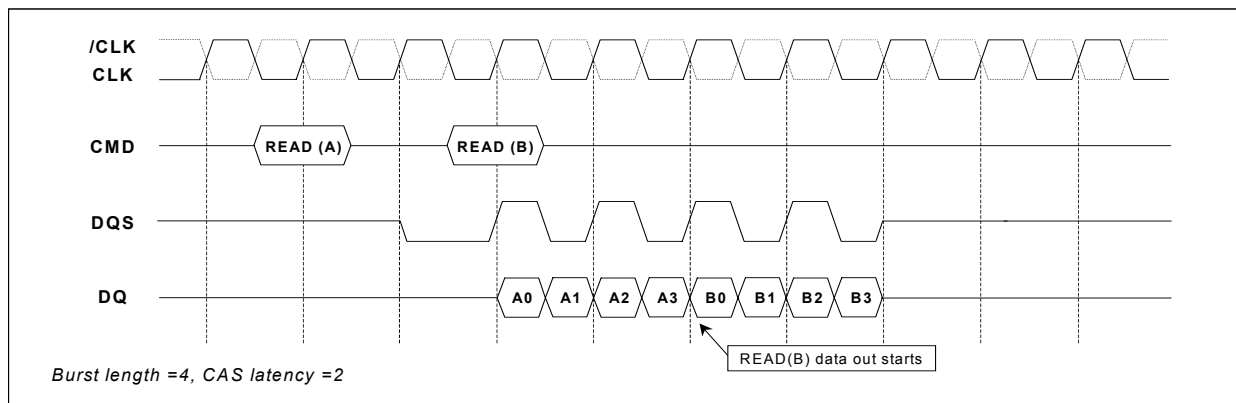 /CLK
CLK
CMD
READ (A)
READ (B)
DQS
DQ
A0
A1
A2
A3
B0
B1
B2
B3
READ(B) data out starts
Burst length =4, CAS latency =2